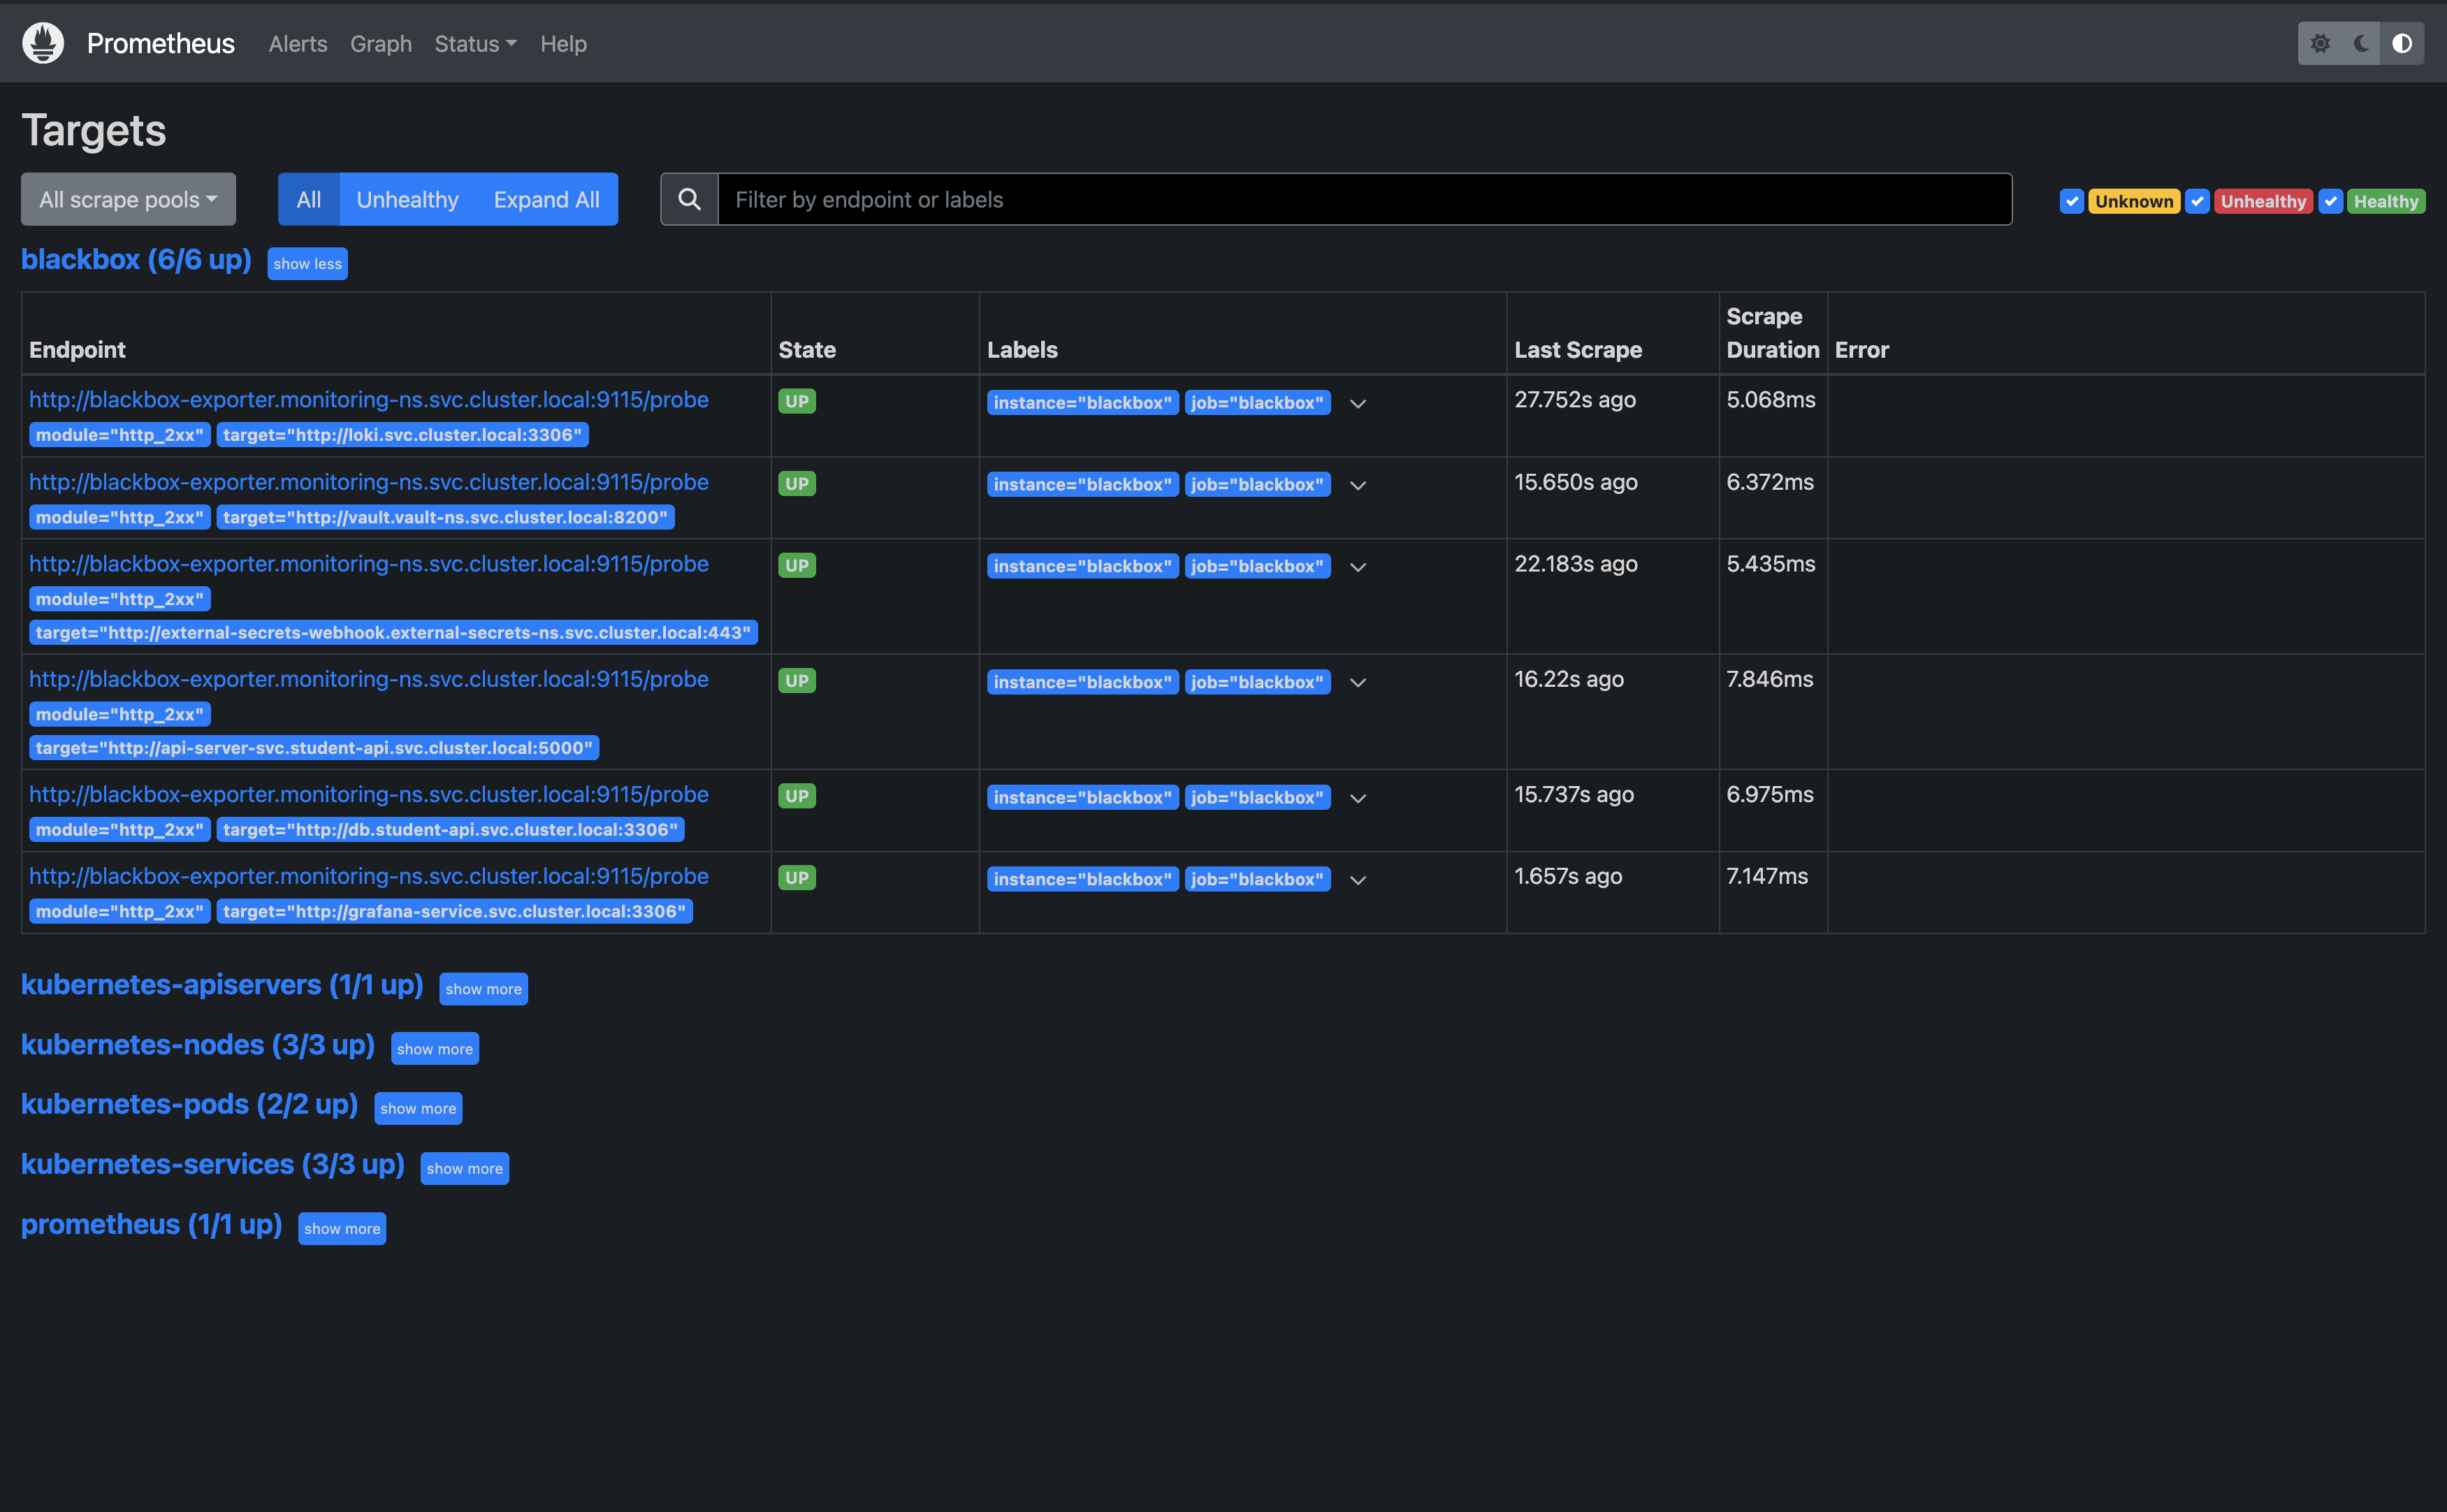 Prometheus Alerts Graph Status Help
Targets
All scrape pools All Unhealthy Expand All Filter by endpoint or labels Unknown Unhealthy Healthy
blackbox (6/6 up) show less
Endpoint State Labels Last Scrape Scrape Duration Error
http://blackbox-exporter.monitoring-ns.svc.cluster.local:9115/probe UP instance="blackbox" job="blackbox" 27.752s ago 5.068ms
module="http_2xx" target="http://loki.svc.cluster.local:3306"
http://blackbox-exporter.monitoring-ns.svc.cluster.local:9115/probe UP instance="blackbox" job="blackbox" 15.650s ago 6.372ms
module="http_2xx" target="http://vault.vault-ns.svc.cluster.local:8200"
http://blackbox-exporter.monitoring-ns.svc.cluster.local:9115/probe UP instance="blackbox" job="blackbox" 22.183s ago 5.435ms
module="http_2xx"
target="http://external-secrets-webhook.external-secrets-ns.svc.cluster.local:443"
http://blackbox-exporter.monitoring-ns.svc.cluster.local:9115/probe UP instance="blackbox" job="blackbox" 16.22s ago 7.846ms
module="http_2xx"
target="http://api-server-svc.student-api.svc.cluster.local:5000"
http://blackbox-exporter.monitoring-ns.svc.cluster.local:9115/probe UP instance="blackbox" job="blackbox" 15.737s ago 6.975ms
module="http_2xx" target="http://db.student-api.svc.cluster.local:3306"
http://blackbox-exporter.monitoring-ns.svc.cluster.local:9115/probe UP instance="blackbox" job="blackbox" 1.657s ago 7.147ms
module="http_2xx" target="http://grafana-service.svc.cluster.local:3306"
kubernetes-apiservers (1/1 up) show more
kubernetes-nodes (3/3 up) show more
kubernetes-pods (2/2 up) show more
kubernetes-services (3/3 up) show more
prometheus (1/1 up) show more